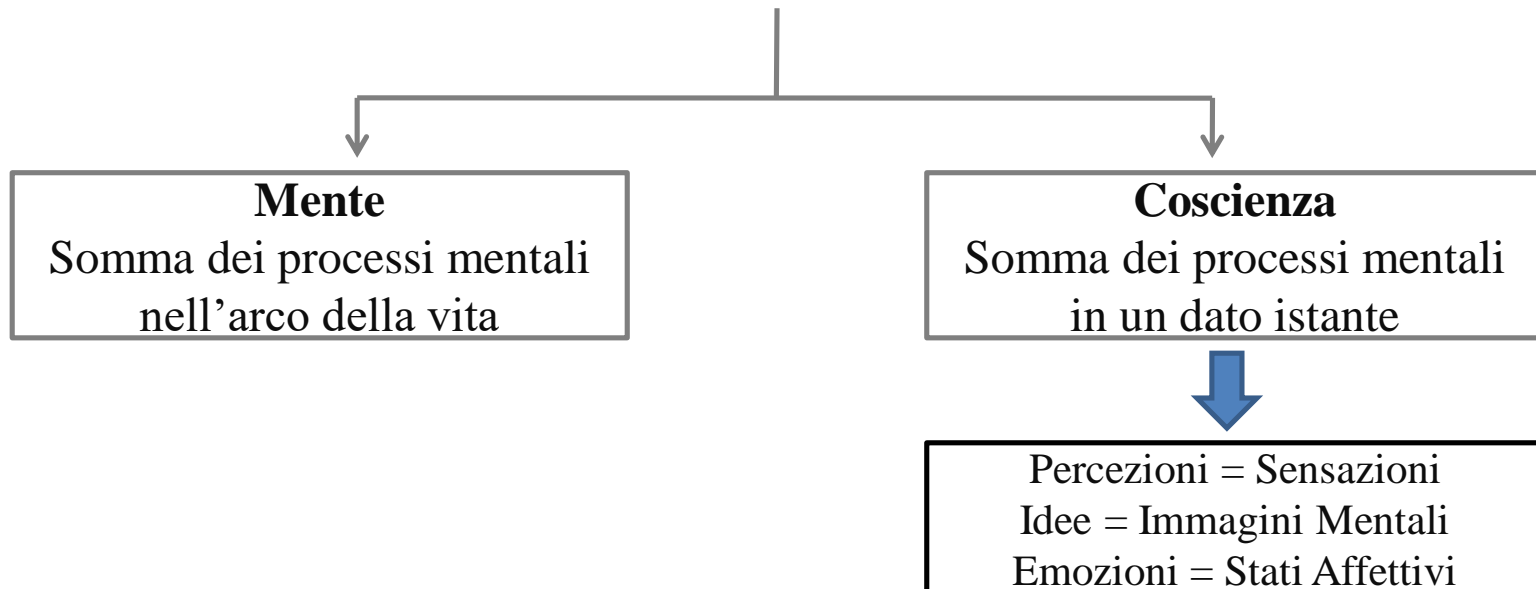 Mente
Somma dei processi mentali
nell’arco della vita
Coscienza
Somma dei processi mentali
in un dato istante
Percezioni = Sensazioni
Idee = Immagini Mentali
Emozioni = Stati Affettivi